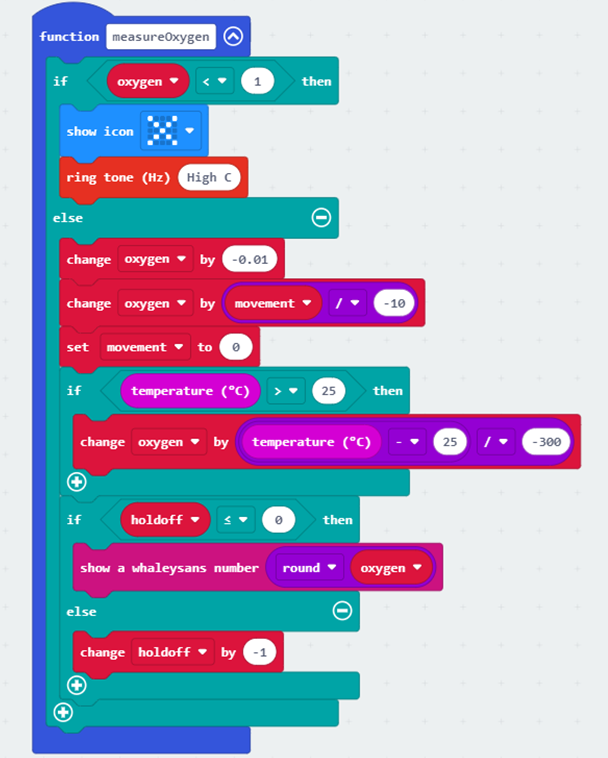 function measureOxygen
if oxygen < 1 then
show icon
ring tone (Hz) High C
else
change oxygen by -0.01
change oxygen by movement / -10
set movement to 0
if temperature (°C) > 25 then
change oxygen by temperature (°C) - 25 / -300
if holdoff ≤ 0 then
show a whaleysans number round oxygen
else
change holdoff by -1